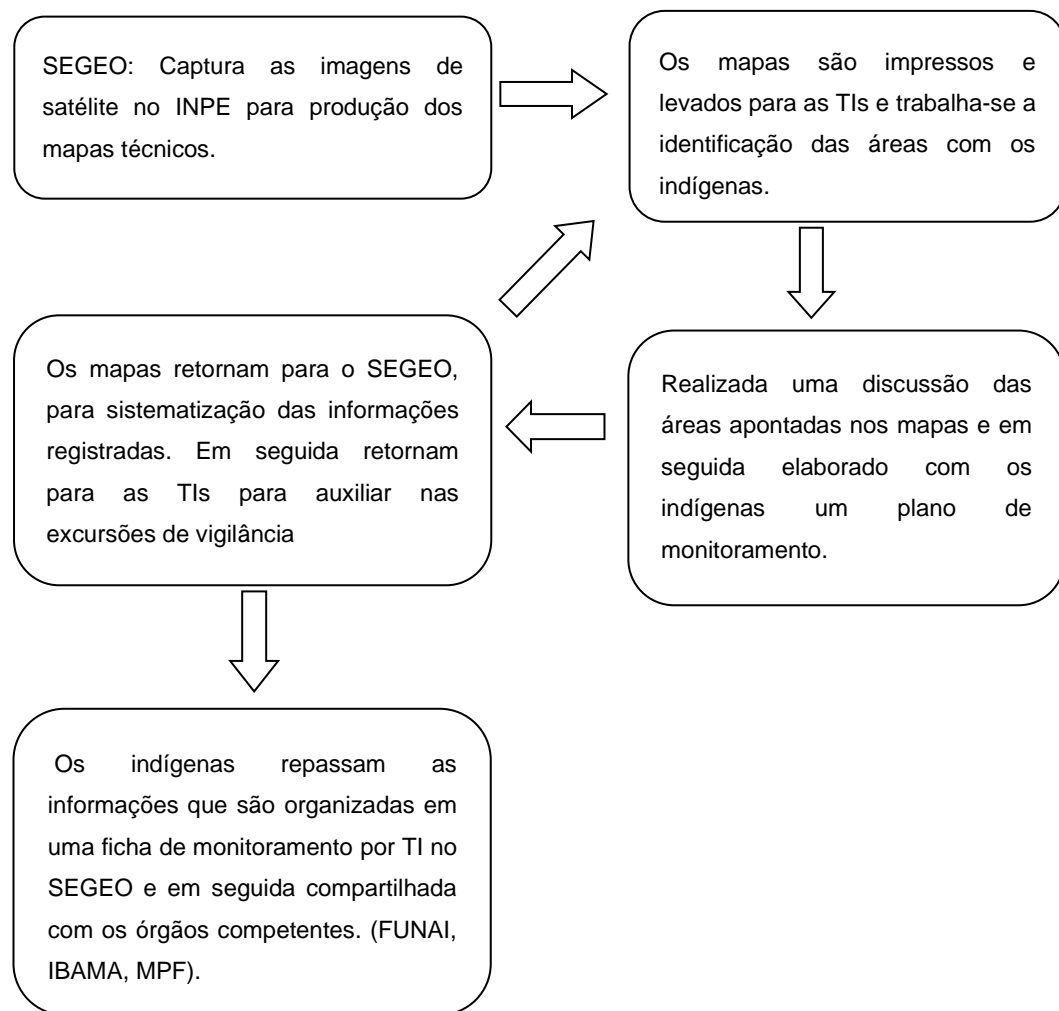 SEGEO: Captura as imagens de
satélite no INPE para produção dos
mapas técnicos.
Os mapas são impressos e
levados para as TIs e trabalha-se a
identificação das áreas com os
indígenas.
Realizada uma discussão das
áreas apontadas nos mapas e em
seguida elaborado com os
indígenas um plano de
monitoramento.
Os mapas retornam para o SEGEO,
para sistematização das informações
registradas. Em seguida retornam
para as TIs para auxiliar nas
excursões de vigilância
Os indígenas repassam as
informações que são organizadas em
uma ficha de monitoramento por TI no
SEGEO e em seguida compartilhada
com os órgãos competentes. (FUNAI,
IBAMA, MPF).